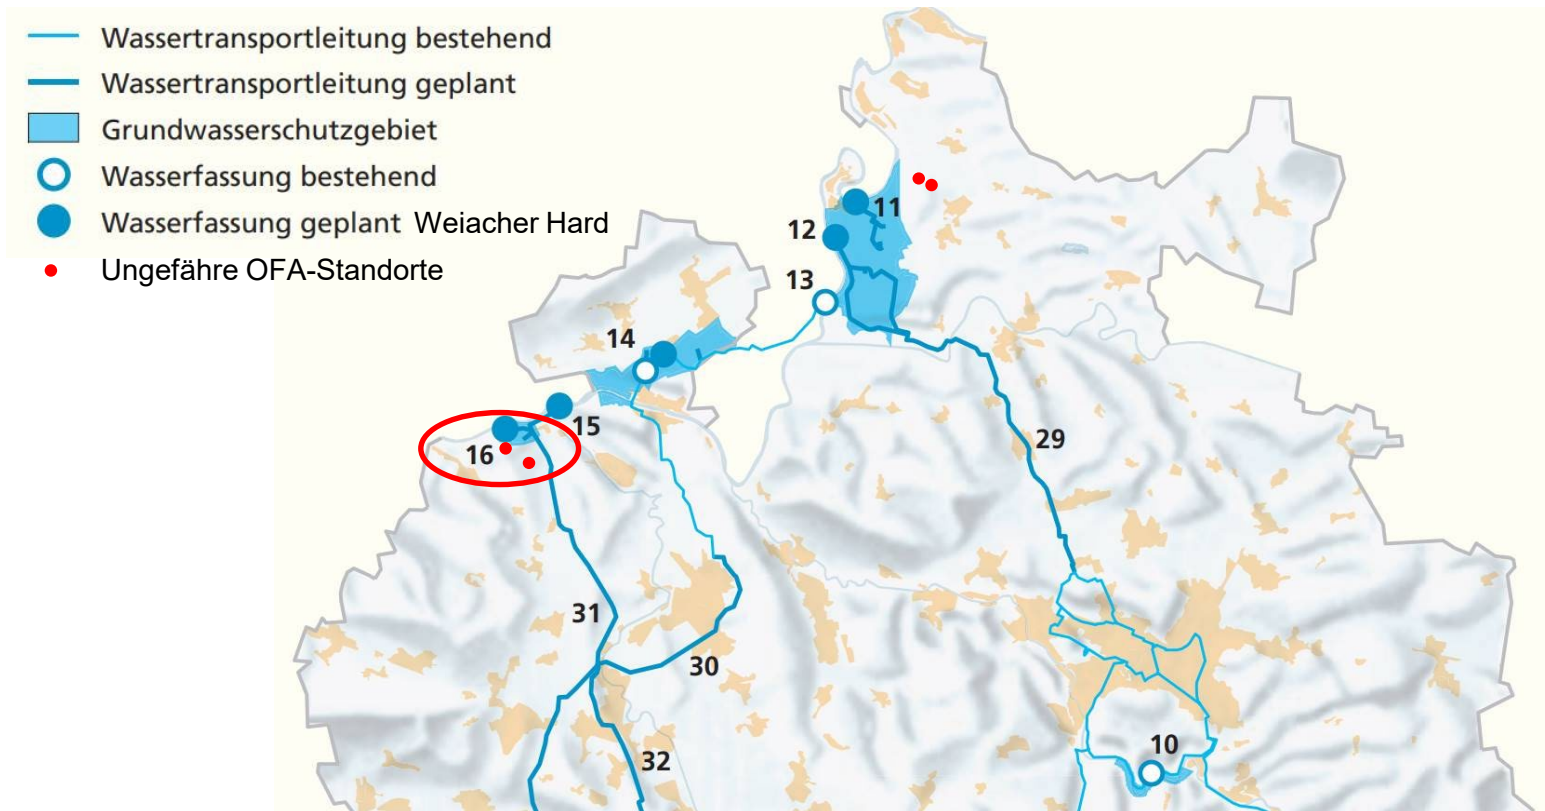 Wassertransportleitung bestehend
Wassertransportleitung geplant
Grundwasserschutzgebiet
Wasserfassung bestehend
Wasserfassung geplant Weiacher Hard
Ungefähre OFA-Standorte
11
12
13
14
15
16
29
31
30
32
10